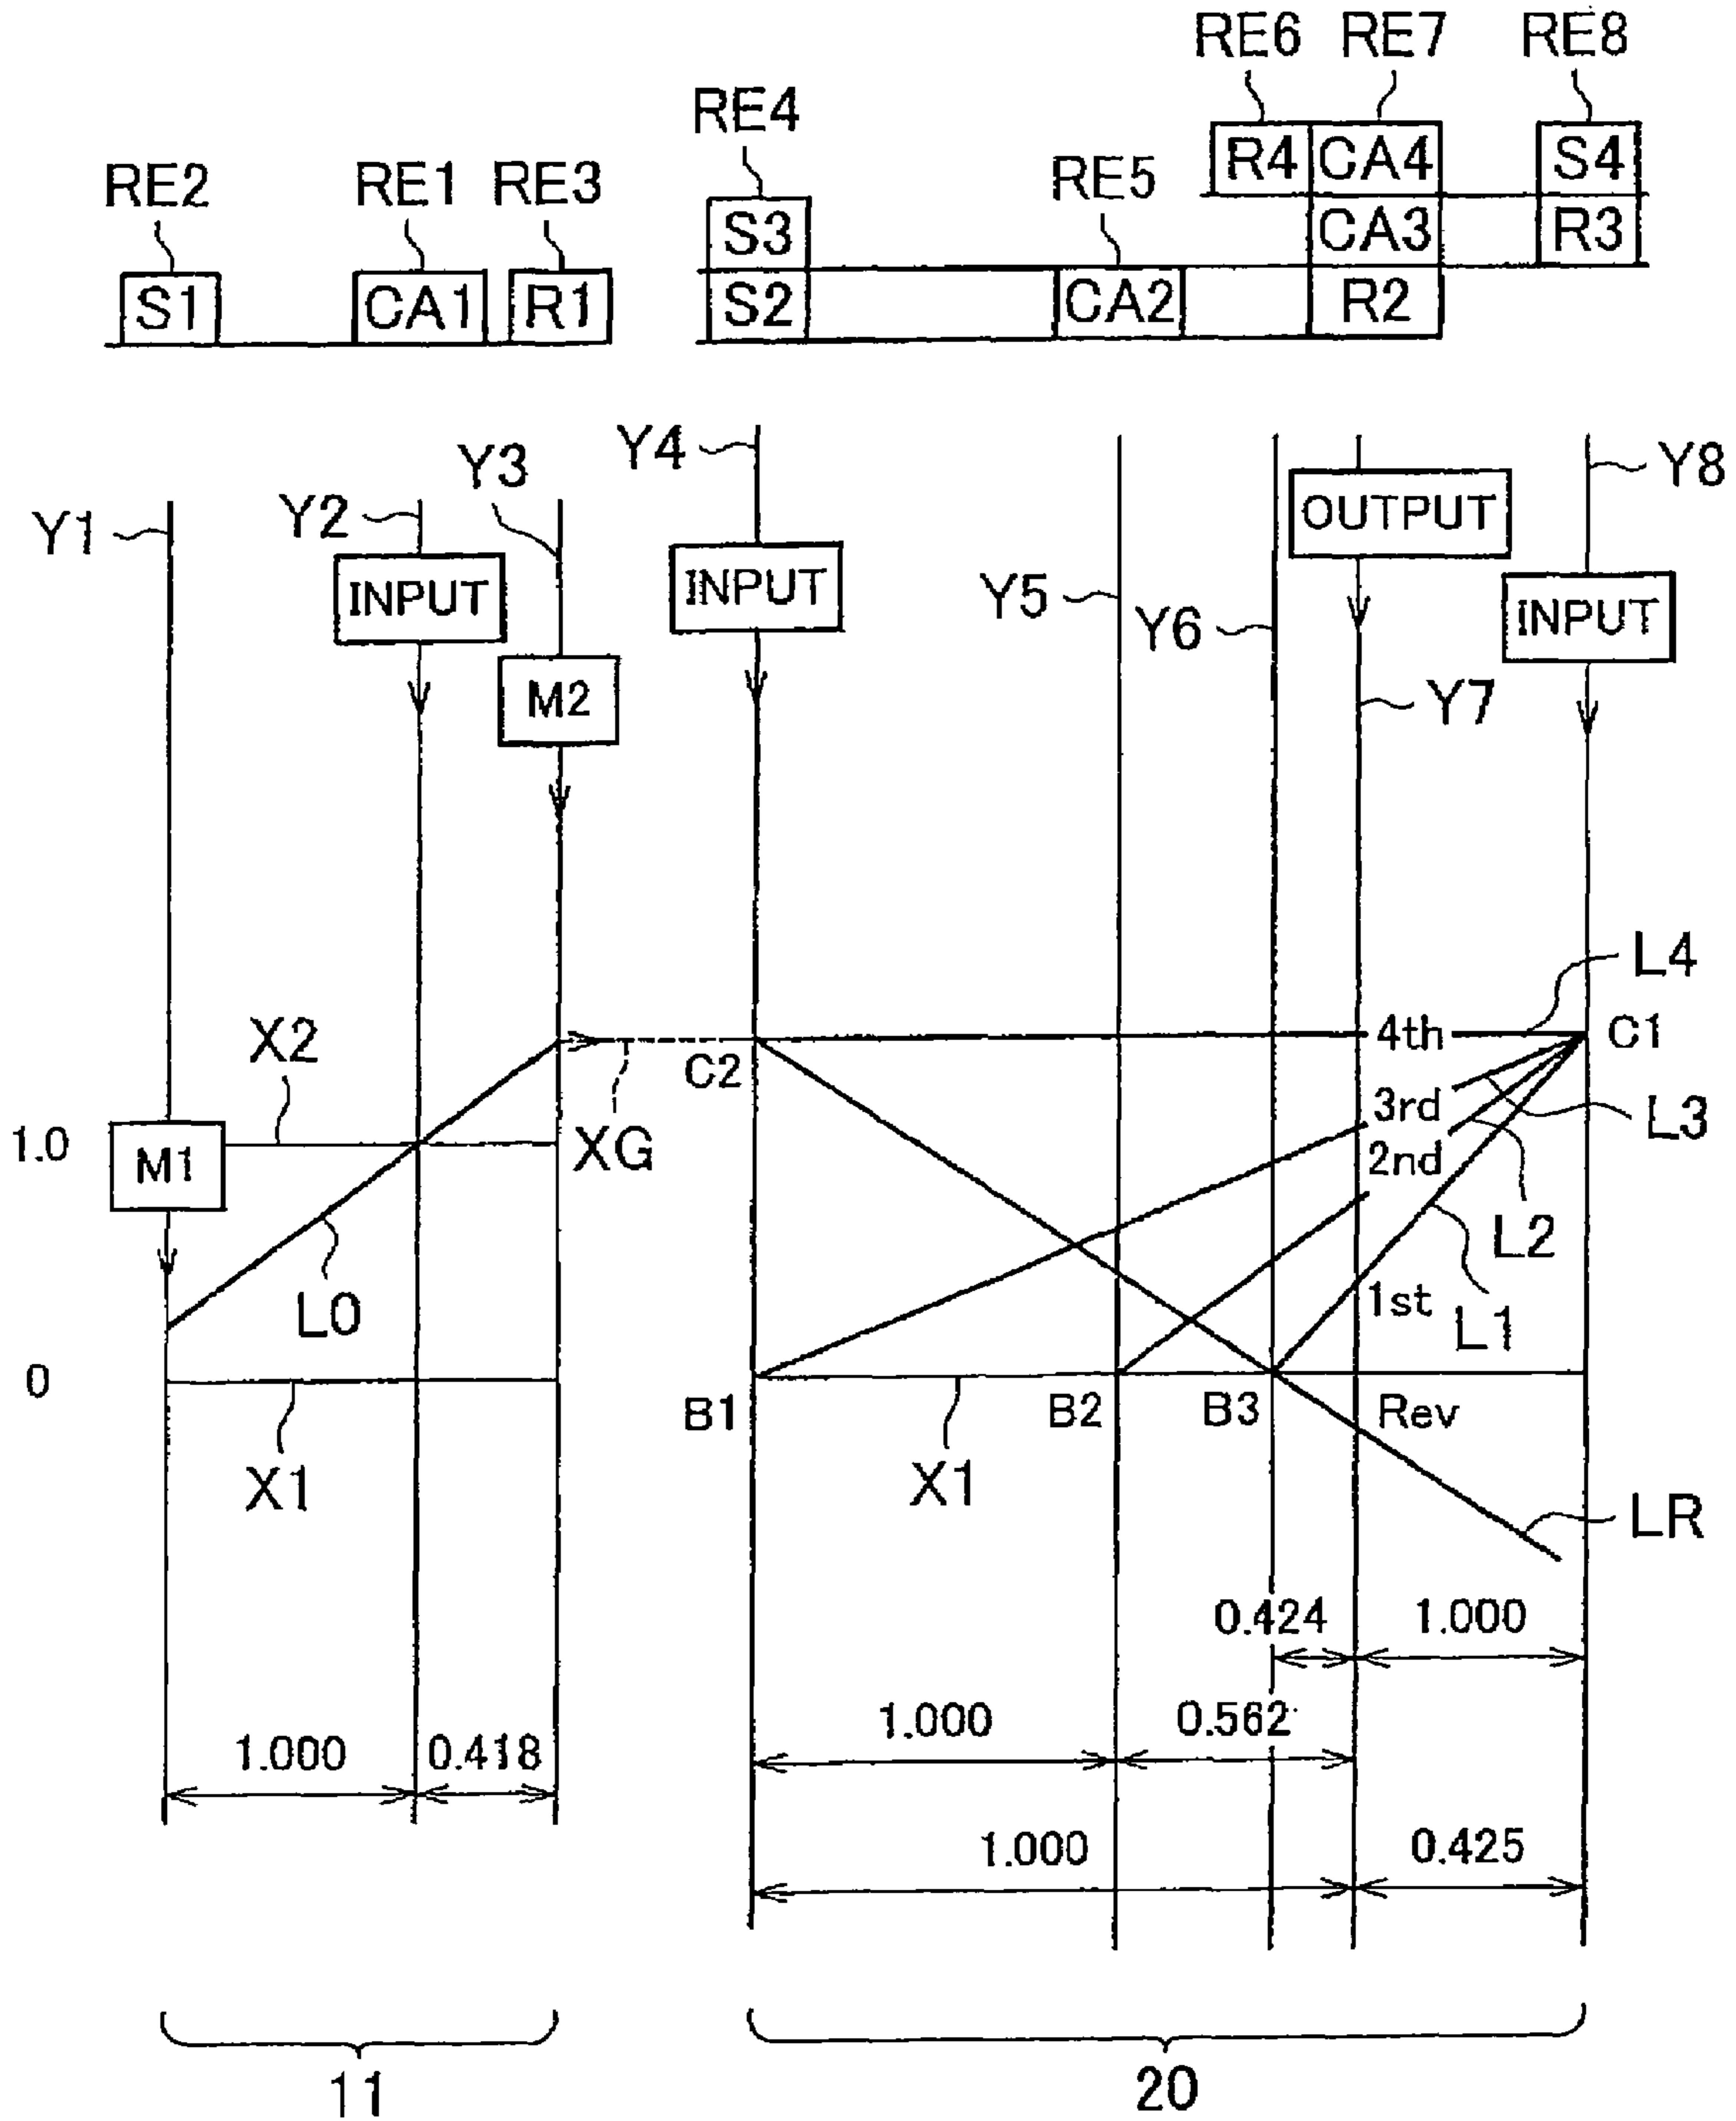 RE6 RE7 RE8
RE4
RE2 RE1 RE3 RE5
R4 CA4 S4
S3 CA3 R3
S1 CA1 R1 S2 CA2 R2
Y4 Y8
Y3
Y1 Y2 OUTPUT
INPUT INPUT Y5 INPUT
Y6
M2 Y7
L4
X2 4th C1
C2
3rd L3
1.0 M1 XG 2nd
L2
L0 1st L1
0
B1 B2 B3 Rev
X1 X1
LR
0.424 1.000
1.000 0.562
1.000 0.418
1.000 0.425
11 20